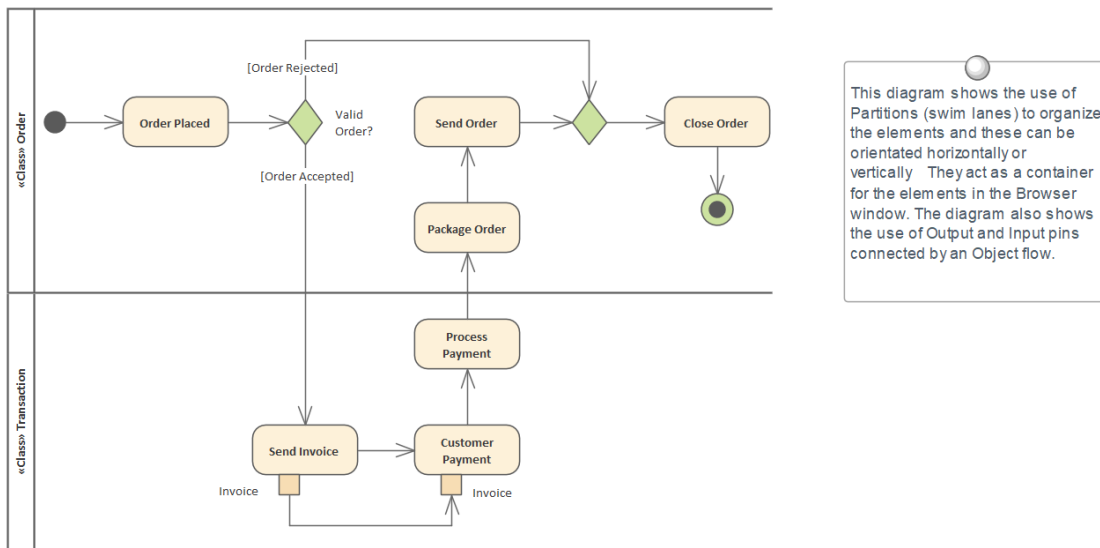 «Class» Order
Order Placed
[Order Rejected]
Valid
Order?
[Order Accepted]
Send Order
Close Order
Package Order
«Class» Transaction
Process
Payment
Send Invoice
Customer
Payment
Invoice
Invoice
This diagram shows the use of
Partitions (swim lanes) to organize
the elements and these can be
orientated horizontally or
vertically They act as a container
for the elements in the Browser
window. The diagram also shows
the use of Output and Input pins
connected by an Object flow.